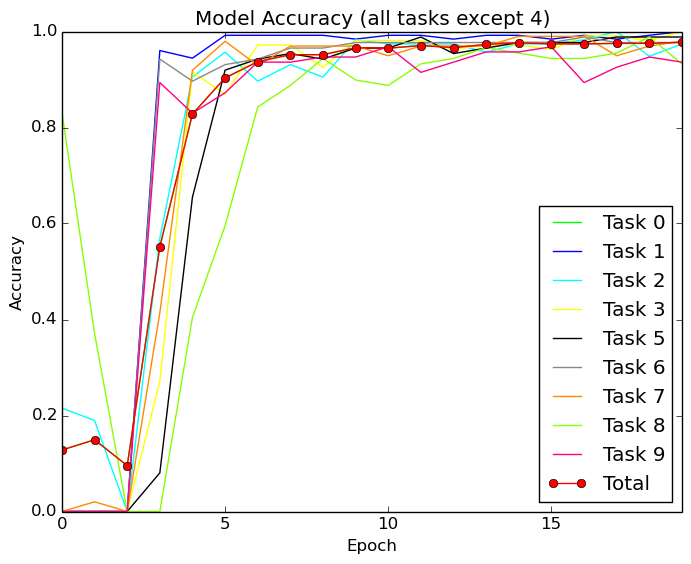 Model Accuracy (all tasks except 4)
1.0
0.8
0.6
0.4
0.2
0.0
Accuracy
0
5
10
15
Epoch
Task 0
Task 1
Task 2
Task 3
Task 5
Task 6
Task 7
Task 8
Task 9
Total